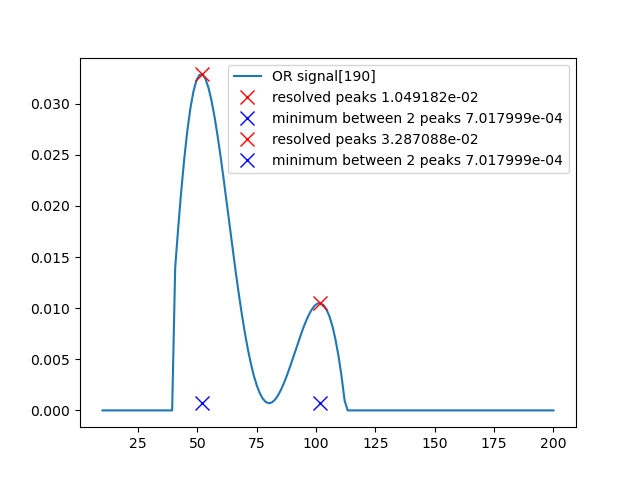 OR signal[190]
resolved peaks 1.049182e-02
minimum between 2 peaks 7.017999e-04
resolved peaks 3.287088e-02
minimum between 2 peaks 7.017999e-04
0.030
0.025
0.020
0.015
0.010
0.005
0.000
25 50 75 100 125 150 175 200